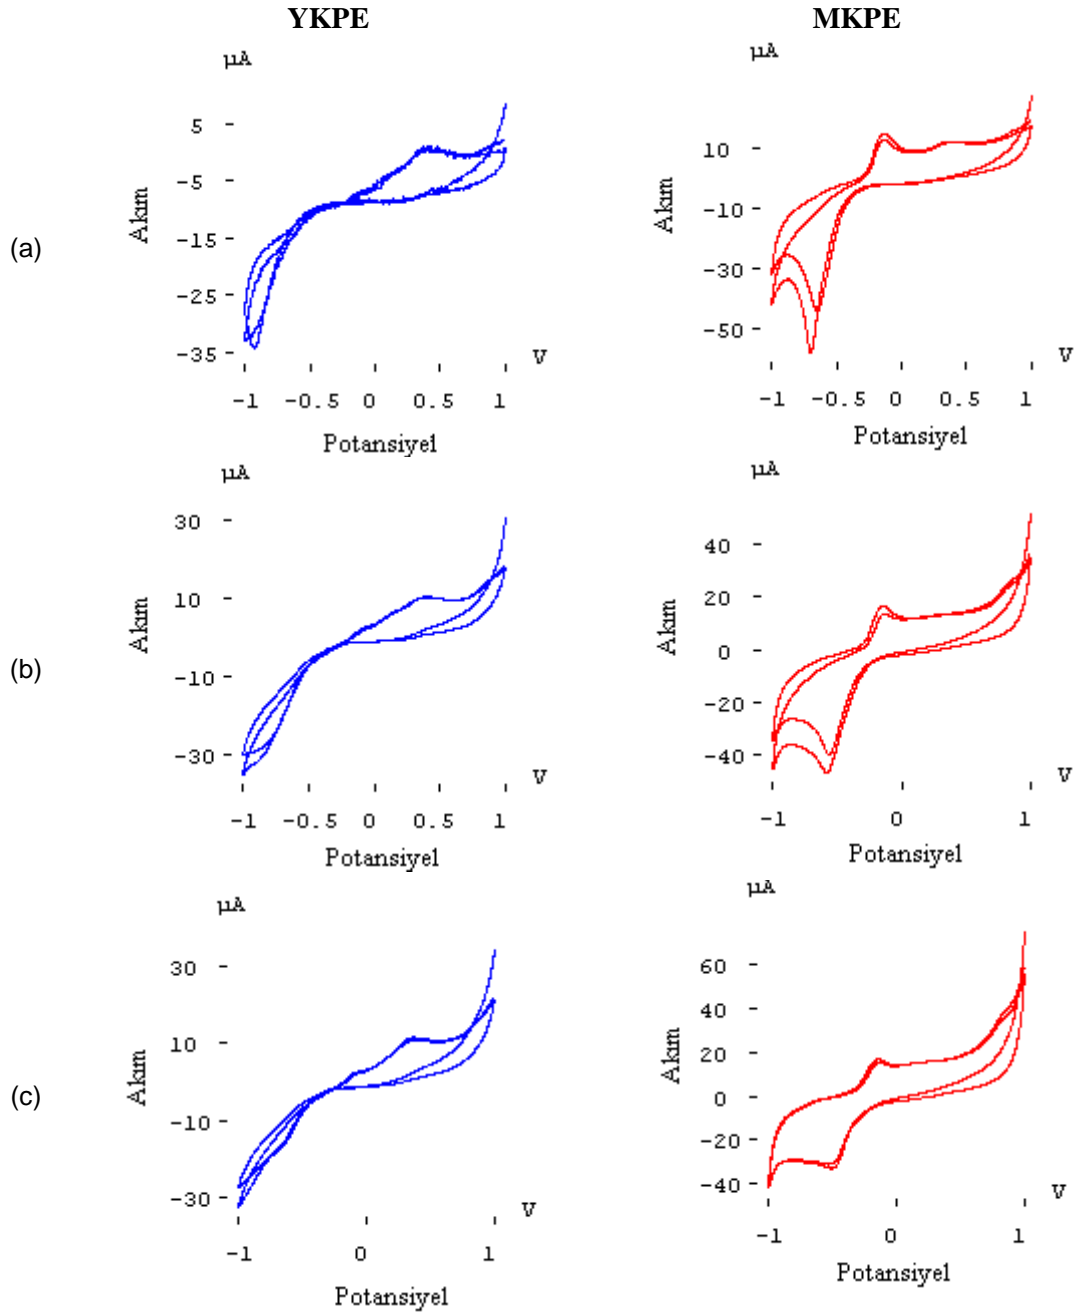 YKPE MKPE
µA µA
5
-5
-15
-25
-35
Akım
V
-1 -0.5 0 0.5 1
Potansiyel
10
-10
-30
-50
Akım
V
-1 -0.5 0 0.5 1
Potansiyel
(a)
µA µA
30
10
-10
-30
Akım
V
-1 -0.5 0 0.5 1
Potansiyel
40
20
0
-20
-40
Akım
V
-1 0 1
Potansiyel
(b)
µA µA
30
10
-10
-30
Akım
-1 0 1
Potansiyel
60
40
20
0
-20
-40
Akım
V
-1 0 1
Potansiyel
(c)
V